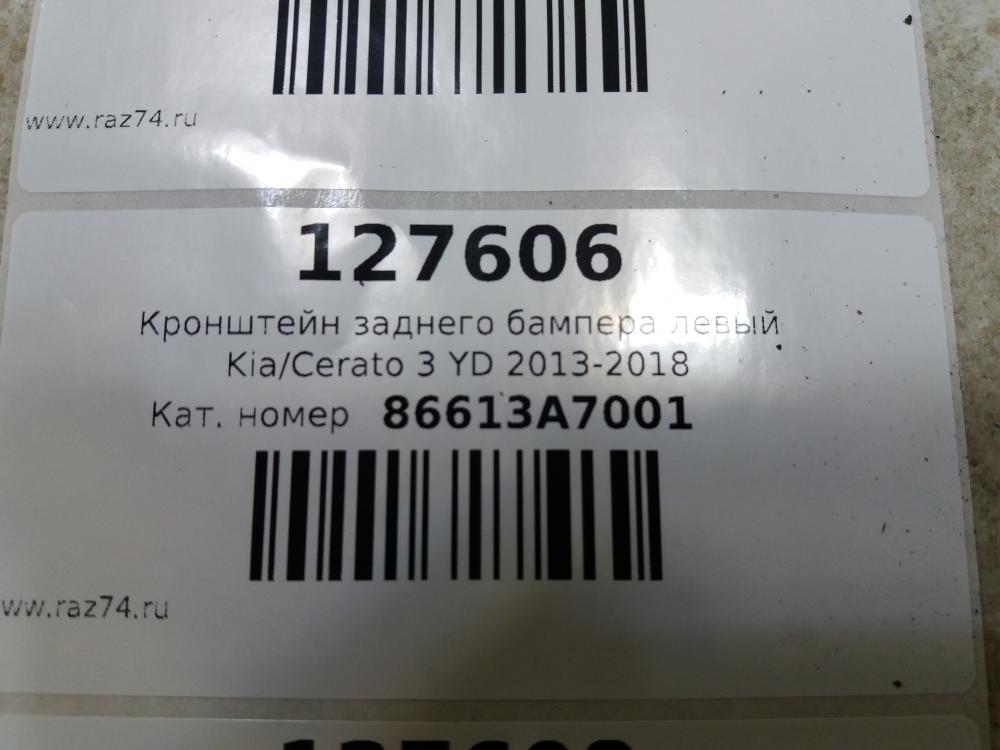 www.raz74.ru
127606
Кронштейн заднего бампера левый
Kia/Cerato 3 YD 2013-2018
Кат. номер 86613A7001
ww.raz74.ru